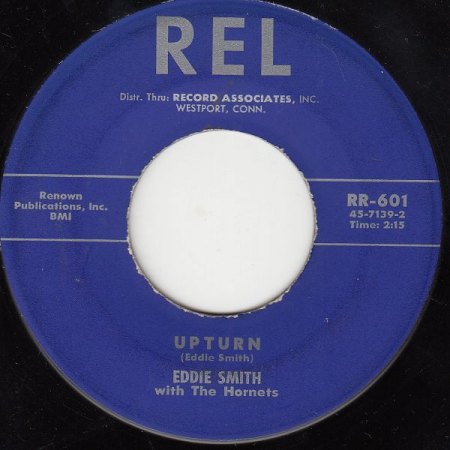 REL
Distr. Thru: RECORD ASSOCIATES, INC.
WESTPORT, CONN.
Renown
Publications, Inc.
BMI
RR-601
45-7139-2
Time: 2:15
UPTURN
(Eddie Smith)
EDDIE SMITH
with The Hornets